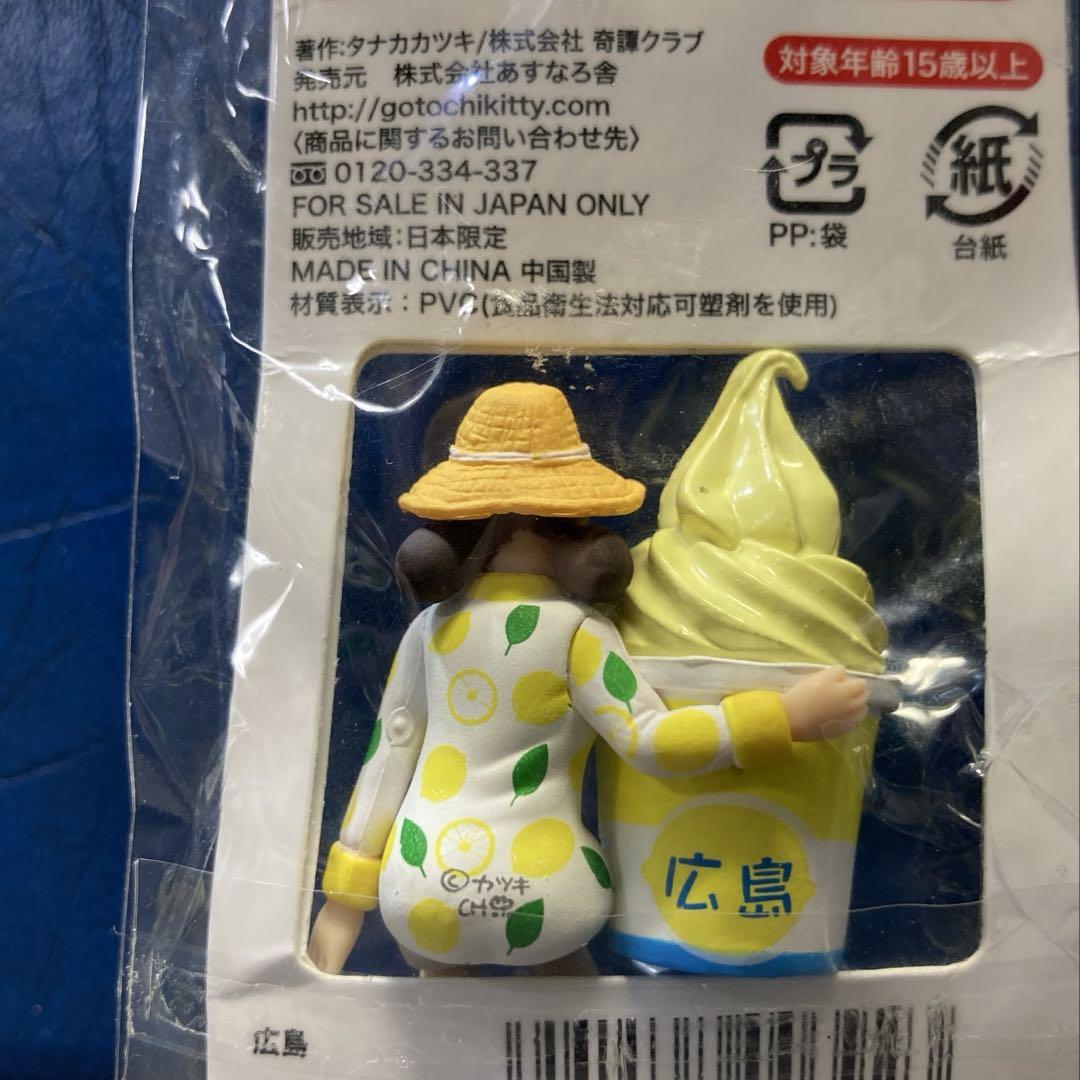 著作:タナカカツキ/株式会社 奇譚クラブ
発売元　株式会社あすなろ舎
http://gotochikitty.com
〈商品に関するお問い合わせ先〉
0120-334-337
FOR SALE IN JAPAN ONLY
販売地域:日本限定
MADE IN CHINA 中国製
材質表示：PVC(食品衛生法対応可塑剤を使用)
対象年齢15歳以上
プラ
PP:袋
紙
台紙
©カツキ
CH
広島
広島